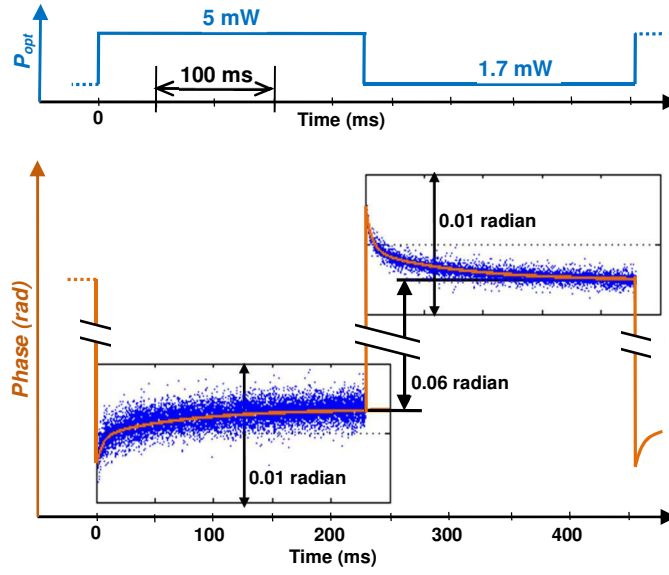 P_opt
5 mW
1.7 mW
100 ms
0
Time (ms)
Phase (rad)
0.01 radian
0.06 radian
0.01 radian
0 100 200 300 400
Time (ms)